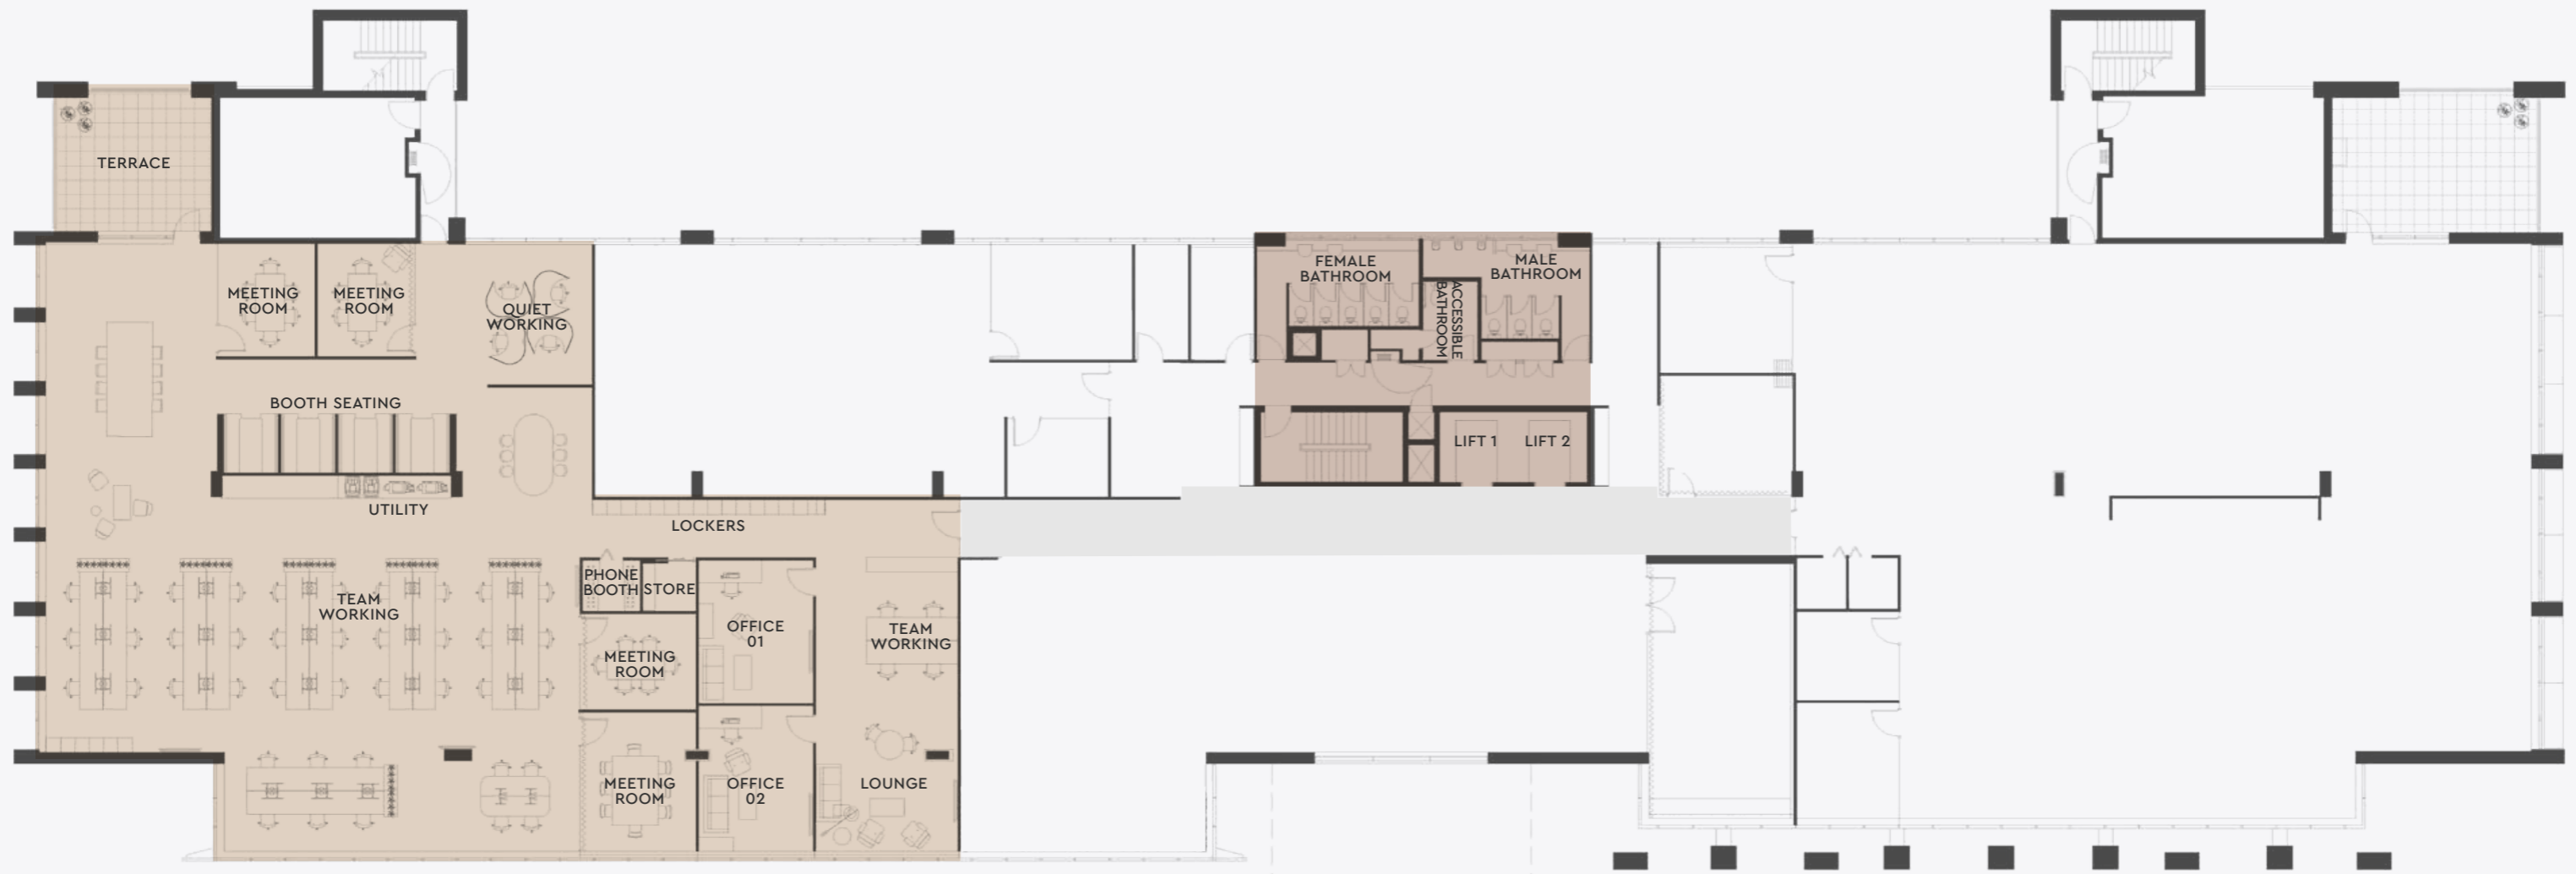 TERRACE
MEETING
ROOM
MEETING
ROOM
QUIET
WORKING
BOOTH SEATING
UTILITY
LOCKERS
TEAM
WORKING
PHONE
BOOTH
STORE
OFFICE
01
MEETING
ROOM
TEAM
WORKING
MEETING
ROOM
OFFICE
02
LOUNGE
FEMALE
BATHROOM
ACCESSIBLE
BATHROOM
MALE
BATHROOM
LIFT 1
LIFT 2